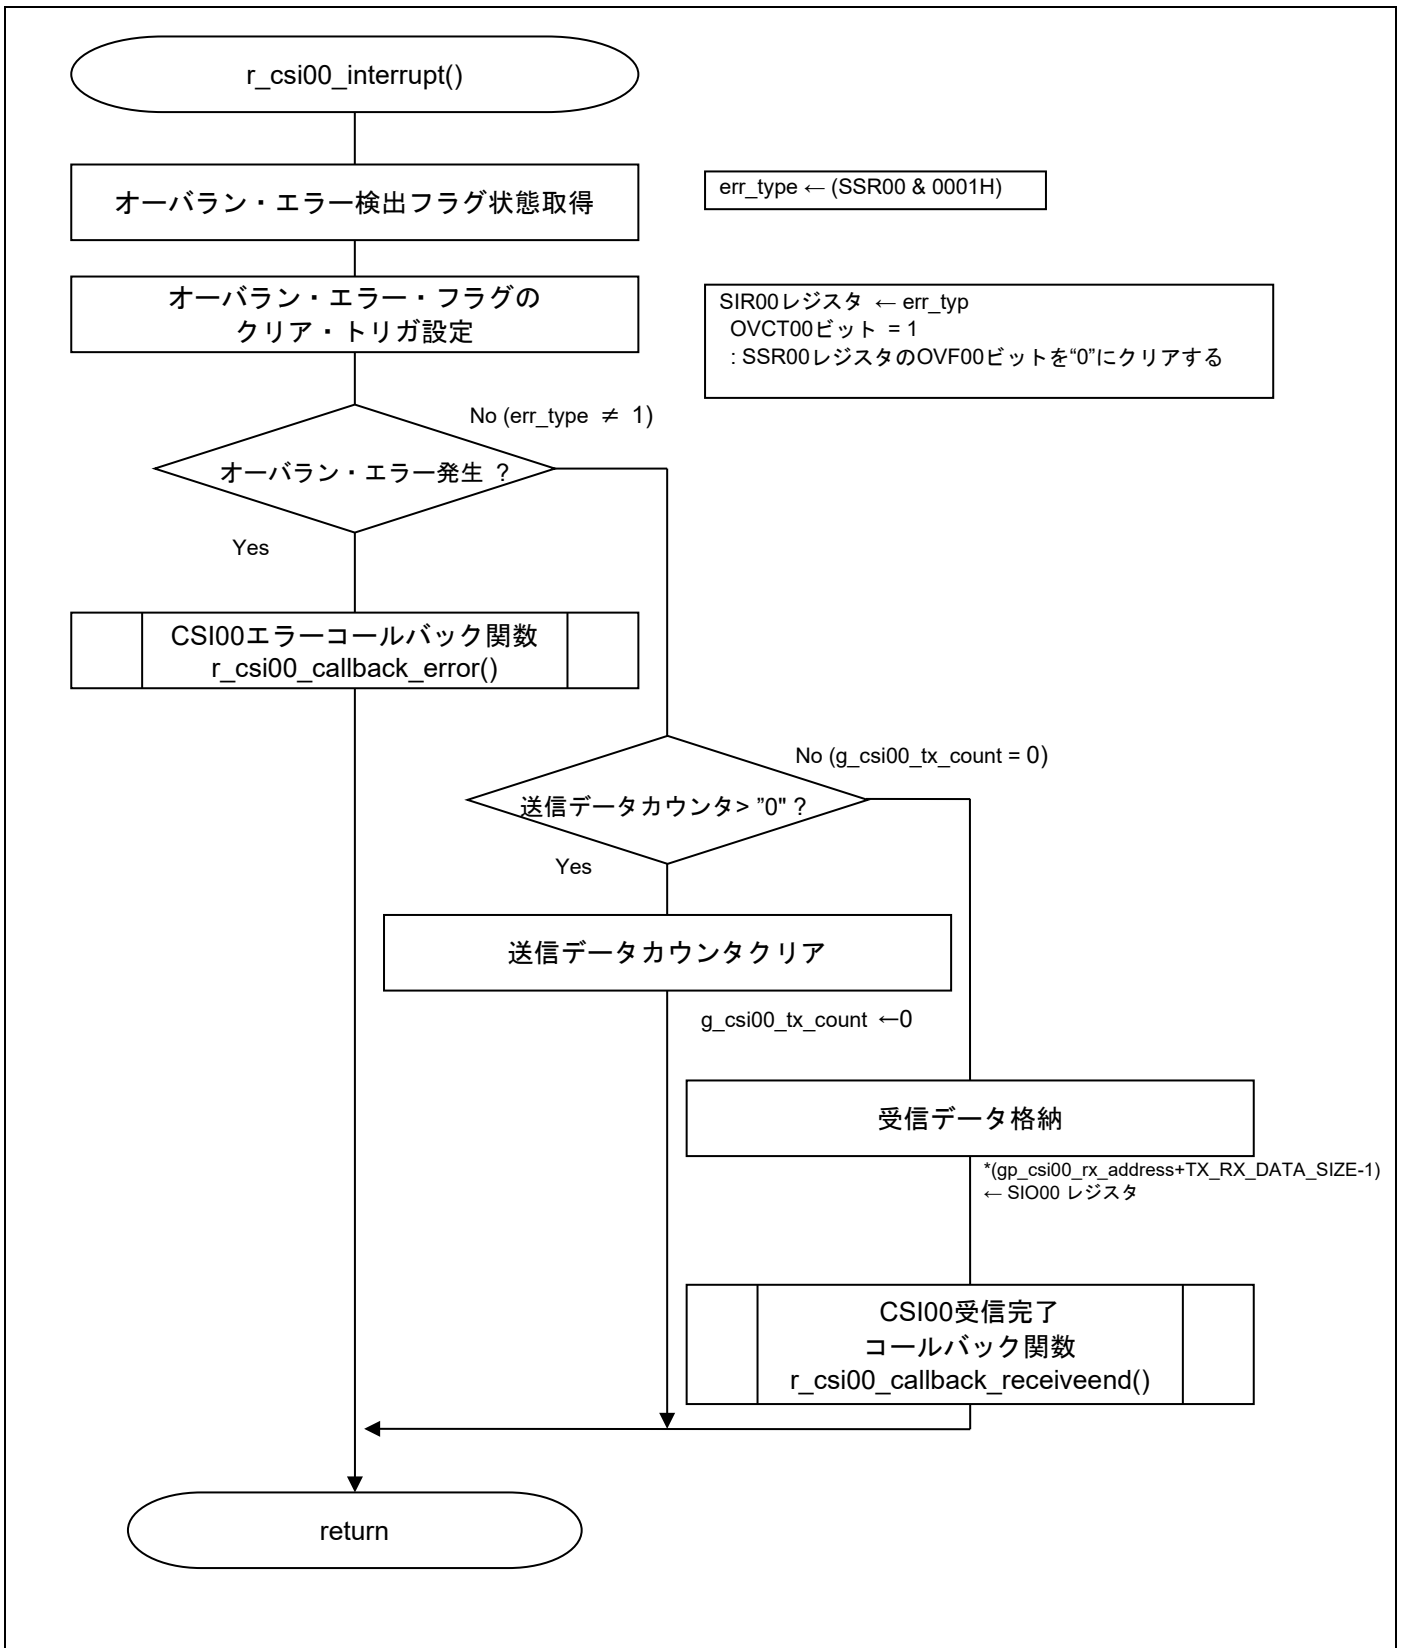 r_csi00_interrupt()
オーバラン・エラー検出フラグ状態取得
err_type ← (SSR00 & 0001H)
オーバラン・エラー・フラグの
クリア・トリガ設定
SIR00レジスタ ← err_typ
OVCT00ビット = 1
: SSR00レジスタのOVF00ビットを“0”にクリアする
No (err_type ≠ 1)
オーバラン・エラー発生 ?
Yes
CSI00エラーコールバック関数
r_csi00_callback_error()
No (g_csi00_tx_count = 0)
送信データカウンタ> ”0" ?
Yes
送信データカウンタクリア
g_csi00_tx_count ←0
受信データ格納
*(gp_csi00_rx_address+TX_RX_DATA_SIZE-1)
← SIO00 レジスタ
CSI00受信完了
コールバック関数
r_csi00_callback_receiveend()
return